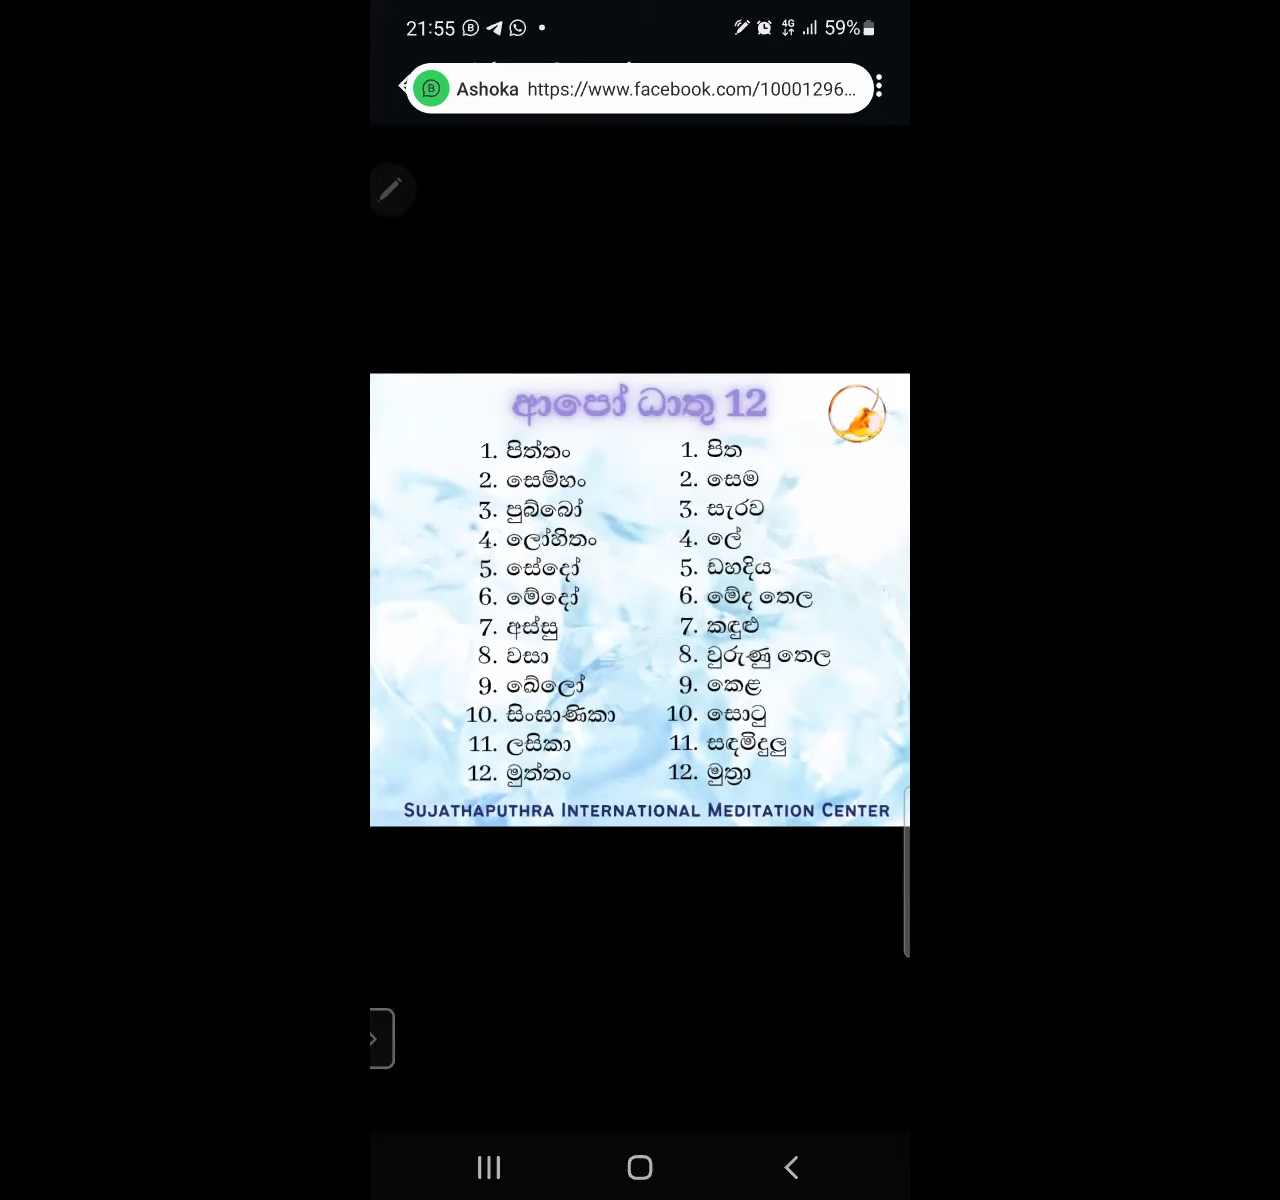 21:55 4G 59%
Ashoka https://www.facebook.com/10001296...
ආපෝ ධාතු 12
1. පිත්තං
2. සෙම්හං
3. පුබ්බෝ
4. ලෝහිතං
5. සේදෝ
6. මේදෝ
7. අස්සු
8. වසා
9. ඛේලෝ
10. සිංඝාණිකා
11. ලසිකා
12. මුත්තං
1. පිත
2. සෙම
3. සැරව
4. ලේ
5. ඩහදිය
6. මේද තෙල
7. කඳුළු
8. වුරුණු තෙල
9. කෙළ
10. සොටු
11. සඳමිදුලු
12. මුත්‍රා
SUJATHAPUTHRA INTERNATIONAL MEDITATION CENTER